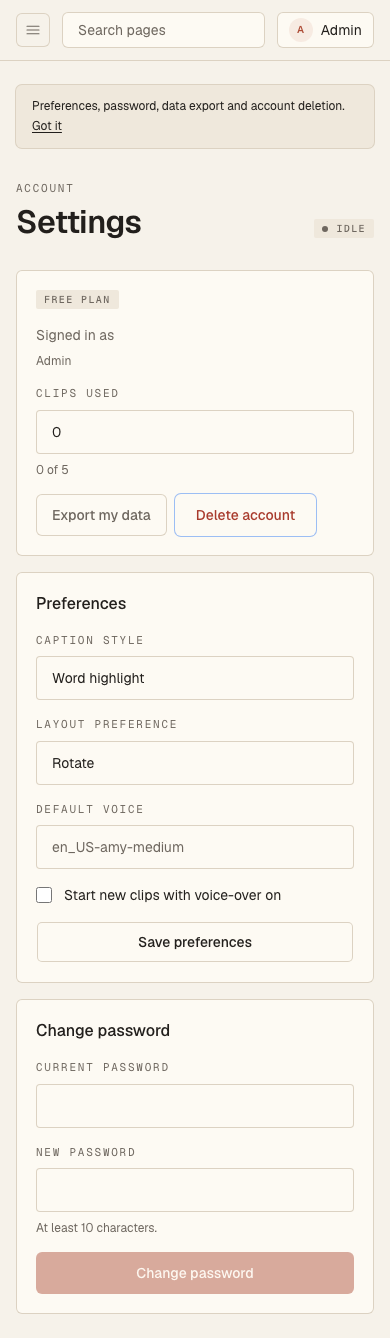 Search pages
A Admin
Preferences, password, data export and account deletion.
Got it
ACCOUNT
Settings
IDLE
FREE PLAN
Signed in as
Admin
CLIPS USED
0
0 of 5
Export my data Delete account
Preferences
CAPTION STYLE
Word highlight
LAYOUT PREFERENCE
Rotate
DEFAULT VOICE
en_US-amy-medium
Start new clips with voice-over on
Save preferences
Change password
CURRENT PASSWORD
NEW PASSWORD
At least 10 characters.
Change password